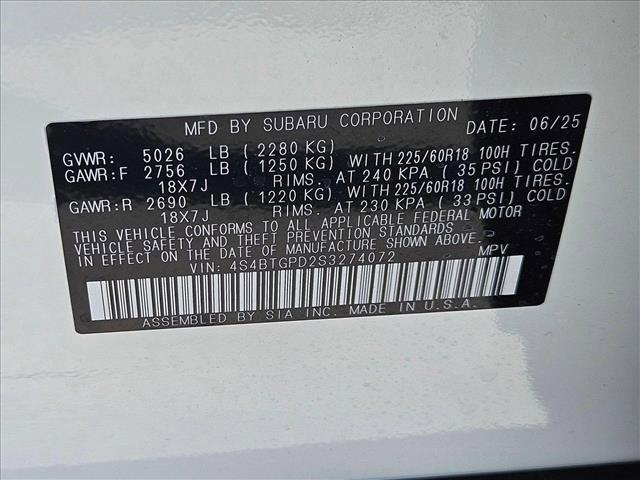 MFD BY SUBARU CORPORATION DATE: 06/25
GVWR: 5026 LB (2280 KG)
GAWR:F 2756 LB (1250 KG) WITH 225/60R18 100H TIRES.
18X7J RIMS. AT 240 KPA (35 PSI) COLD
GAWR:R 2690 LB (1220 KG) WITH 225/60R18 100H TIRES.
18X7J RIMS. AT 230 KPA (33 PSI) COLD
THIS VEHICLE CONFORMS TO ALL APPLICABLE FEDERAL MOTOR
VEHICLE SAFETY AND THEFT PREVENTION STANDARDS
IN EFFECT ON THE DATE OF MANUFACTURE SHOWN ABOVE.
VIN: 4S4BTGPD2S3274072 MPV
ASSEMBLED BY SIA INC. MADE IN U.S.A.